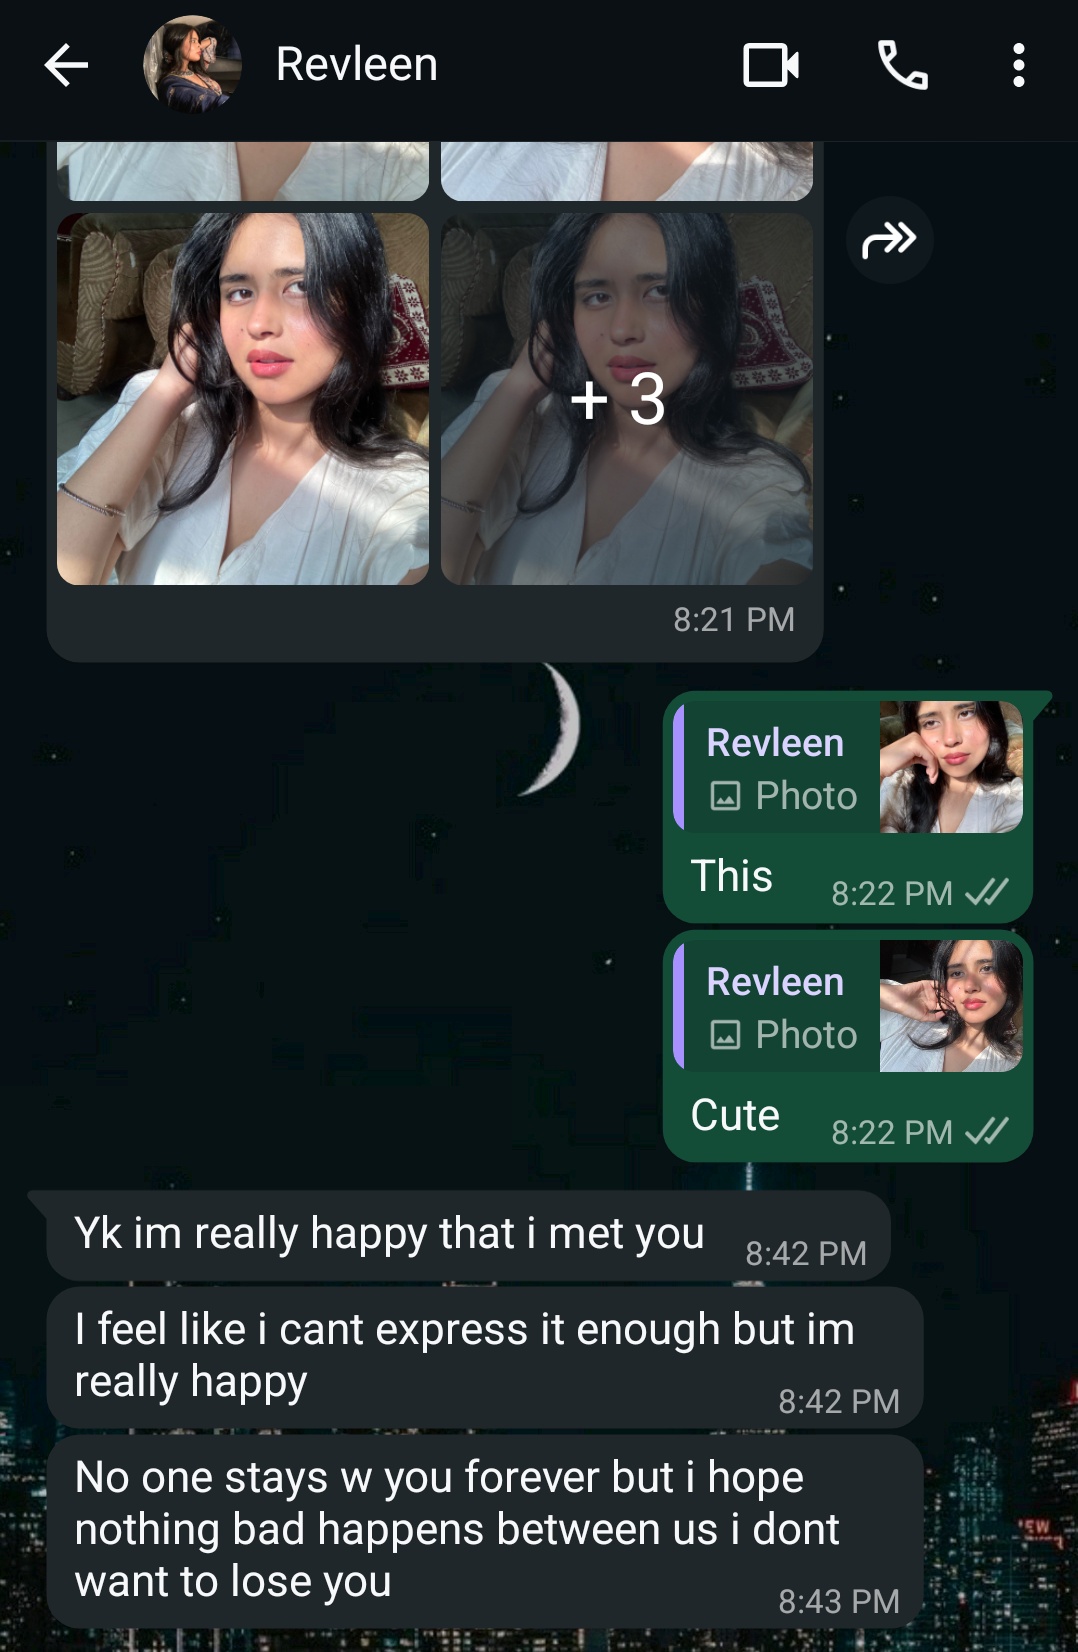 Revleen
+ 3
8:21 PM
Revleen
Photo
This
8:22 PM
Revleen
Photo
Cute
8:22 PM
Yk im really happy that i met you
8:42 PM
I feel like i cant express it enough but im
really happy
8:42 PM
No one stays w you forever but i hope
nothing bad happens between us i dont
want to lose you
8:43 PM